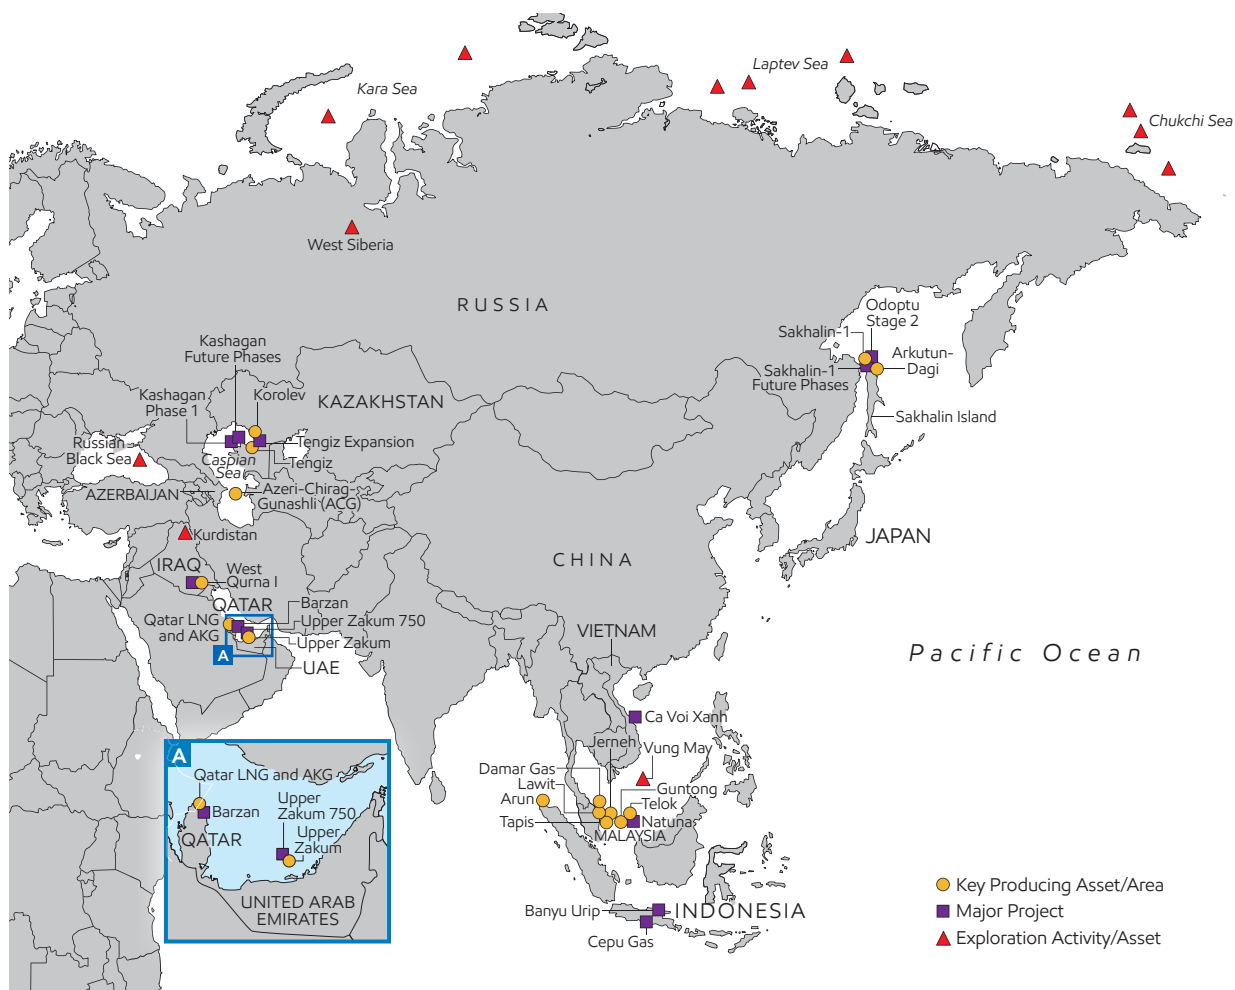 Laptev Sea
Kara Sea
Chukchi Sea
West Siberia
RUSSIA
Odoptu
Stage 2
Sakhalin-1
Arkutun-
Dagi
Sakhalin-1
Future Phases
Sakhalin Island
Kashagan
Future Phases
Kashagan
Phase 1
Korolev
KAZAKHSTAN
Tengiz Expansion
Tengiz
Russian
Black Sea
Caspian
Sea
AZERBAIJAN
Azeri-Chirag-
Gunashli (ACG)
Kurdistan
JAPAN
CHINA
IRAQ
West
Qurna I
QATAR
Barzan
Qatar LNG
and AKG
Upper Zakum 750
Upper Zakum
A
UAE
VIETNAM
Pacific Ocean
Ca Voi Xanh
Jerneh
Vung May
Damar Gas
Lawit
Guntong
Arun
Telok
Tapis
Natuna
MALAYSIA
Banyu Urip
INDONESIA
Cepu Gas
A
Qatar LNG and AKG
Barzan
Upper
Zakum 750
QATAR
Upper
Zakum
UNITED ARAB
EMIRATES
Key Producing Asset/Area
Major Project
Exploration Activity/Asset